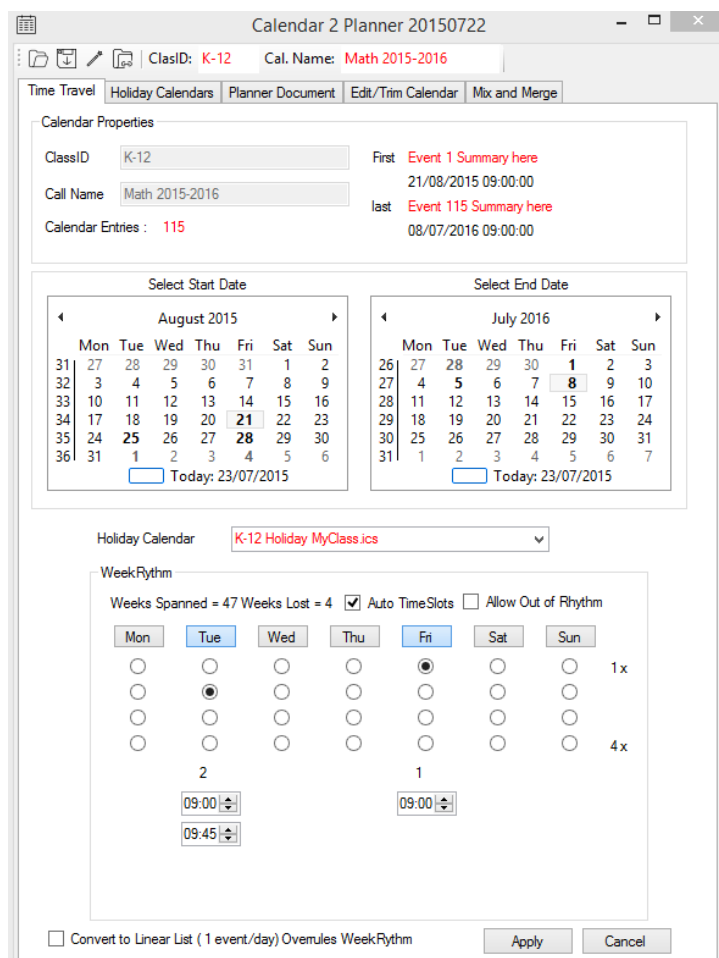 Calendar 2 Planner 20150722
ClasID: K-12 Cal. Name: Math 2015-2016
Time Travel Holiday Calendars Planner Document Edit/Trim Calendar Mix and Merge
Calendar Properties
ClassID K-12 First Event 1 Summary here
21/08/2015 09:00:00
Call Name Math 2015-2016 last Event 115 Summary here
Calendar Entries : 115 08/07/2016 09:00:00
Select Start Date Select End Date
August 2015 July 2016
Mon Tue Wed Thu Fri Sat Sun Mon Tue Wed Thu Fri Sat Sun
31 27 28 29 30 31 1 2 26 27 28 29 30 1 2 3
32 3 4 5 6 7 8 9 27 4 5 6 7 8 9 10
33 10 11 12 13 14 15 16 28 11 12 13 14 15 16 17
34 17 18 19 20 21 22 23 29 18 19 20 21 22 23 24
35 24 25 26 27 28 29 30 30 25 26 27 28 29 30 31
36 31 1 2 3 4 5 6 31 1 2 3 4 5 6 7
Today: 23/07/2015 Today: 23/07/2015
Holiday Calendar K-12 Holiday MyClass.ics
WeekRythm
Weeks Spanned = 47 Weeks Lost = 4 Auto TimeSlots Allow Out of Rhythm
Mon Tue Wed Thu Fri Sat Sun
1 x
4 x
2 1
09:00 09:00
09:45
Convert to Linear List ( 1 event/day) Overrules WeekRythm Apply Cancel